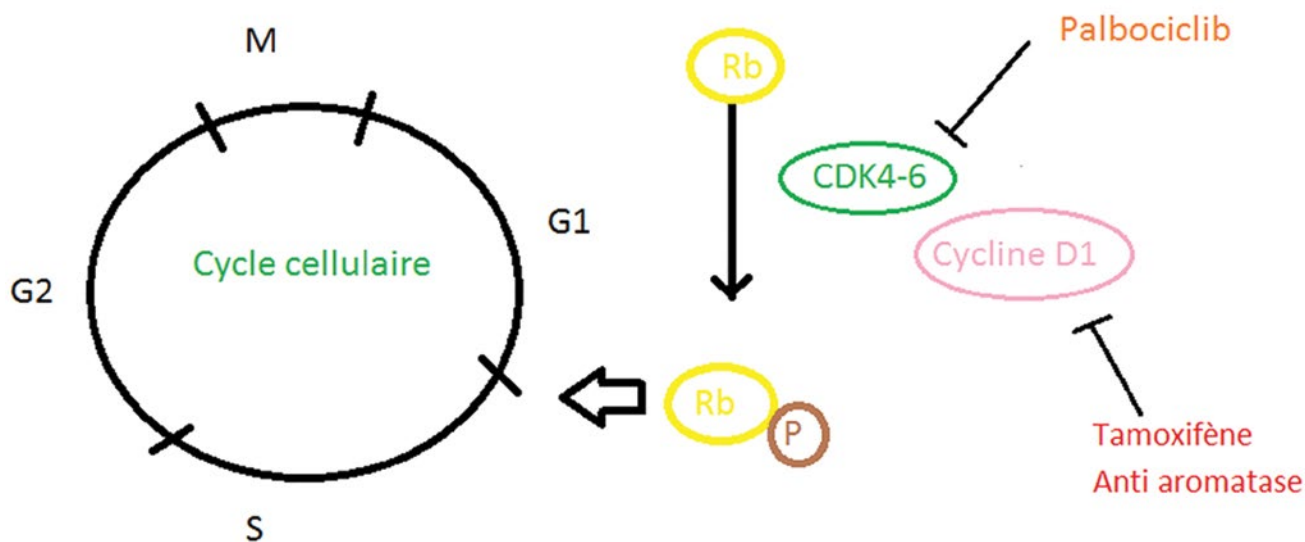 M
G1
G2
Cycle cellulaire
S
Rb
Palbociclib
CDK4-6
Cycline D1
Rb
P
Tamoxifène
Anti aromatase